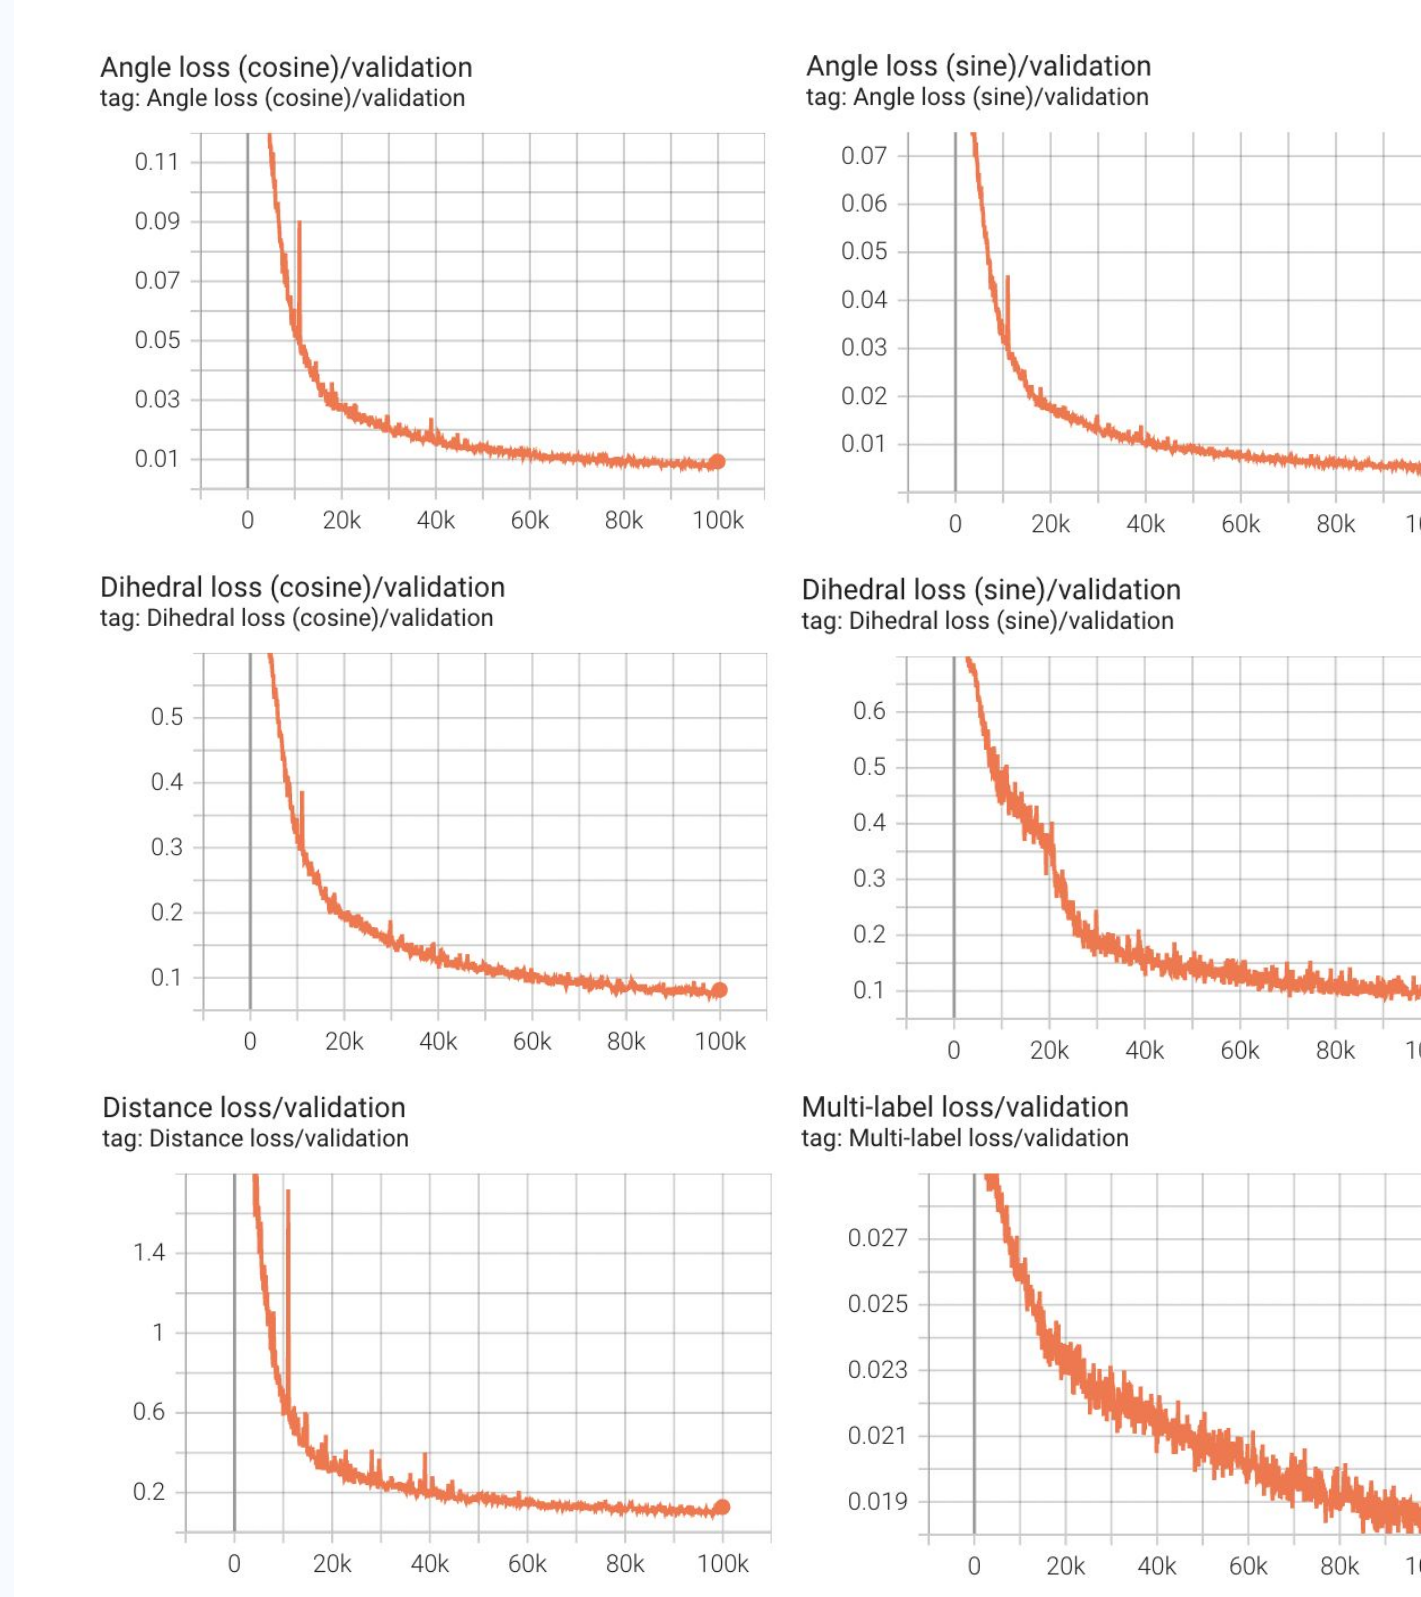 Angle loss (cosine)/validation
tag: Angle loss (cosine)/validation
0.11
0.09
0.07
0.05
0.03
0.01
0 20k 40k 60k 80k 100k
Angle loss (sine)/validation
tag: Angle loss (sine)/validation
0.07
0.06
0.05
0.04
0.03
0.02
0.01
0 20k 40k 60k 80k
Dihedral loss (cosine)/validation
tag: Dihedral loss (cosine)/validation
0.5
0.4
0.3
0.2
0.1
0 20k 40k 60k 80k 100k
Dihedral loss (sine)/validation
tag: Dihedral loss (sine)/validation
0.6
0.5
0.4
0.3
0.2
0.1
0 20k 40k 60k 80k
Distance loss/validation
tag: Distance loss/validation
1.4
1
0.6
0.2
0 20k 40k 60k 80k 100k
Multi-label loss/validation
tag: Multi-label loss/validation
0.027
0.025
0.023
0.021
0.019
0 20k 40k 60k 80k